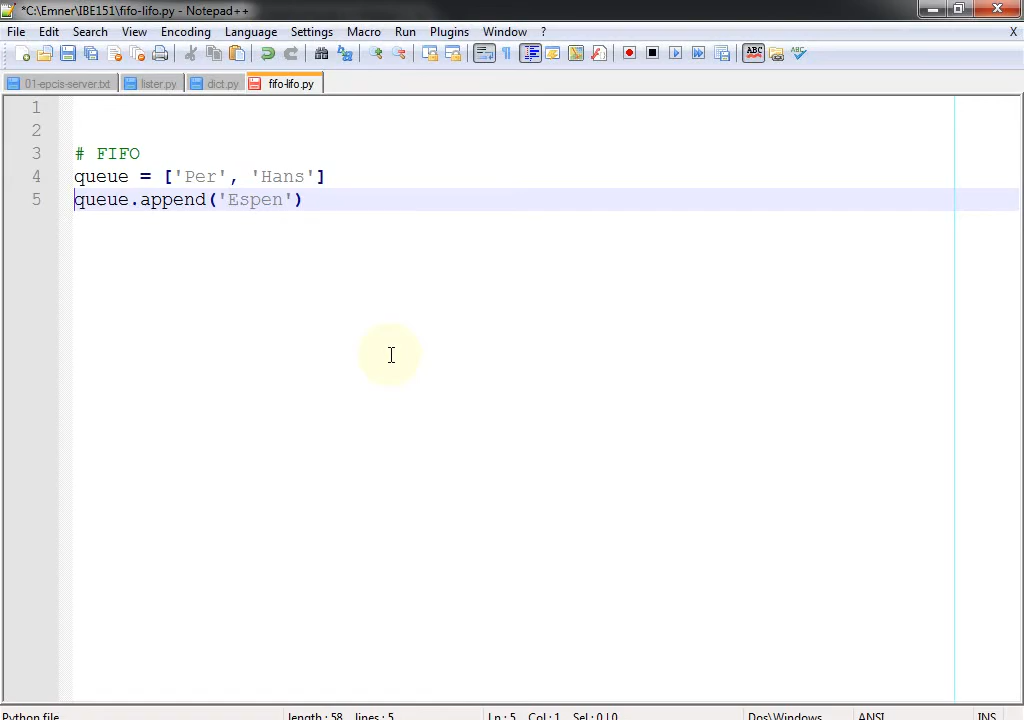 *C:\Emner\IBE151\fifo-lifo.py - Notepad++
File Edit Search View Encoding Language Settings Macro Run Plugins Window ? X
01-epcis-server.txt lister.py dict.py fifo-lifo.py
1
2
3 # FIFO
4 queue = ['Per', 'Hans']
5 queue.append('Espen')
Python file length : 58 lines : 5 Ln : 5 Col : 1 Sel : 0 | 0 Dos\Windows ANSI INS